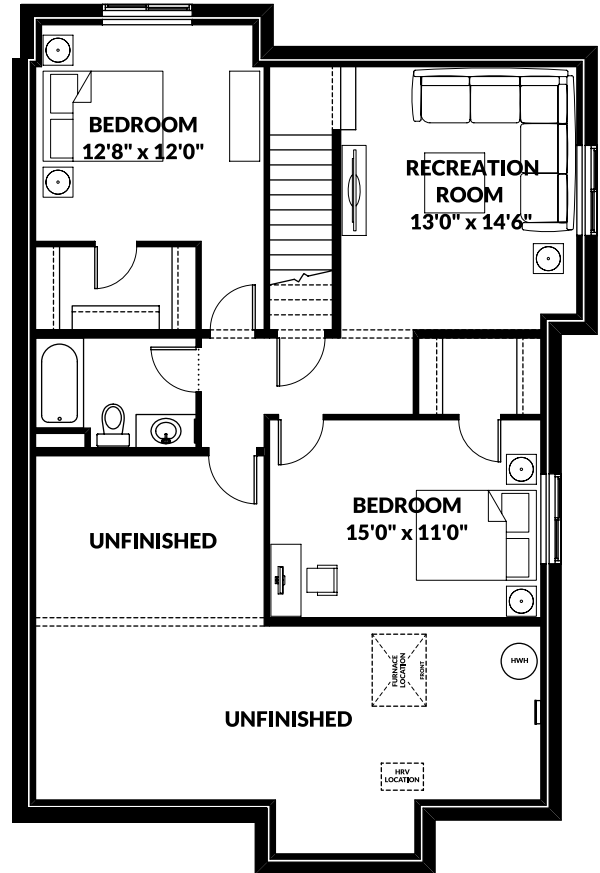 BEDROOM
12'8" x 12'0"
RECREATION
ROOM
13'0" x 14'6"
BEDROOM
15'0" x 11'0"
UNFINISHED
FURNACE
LOCATION
FRONT
HWH
UNFINISHED
HRV
LOCATION